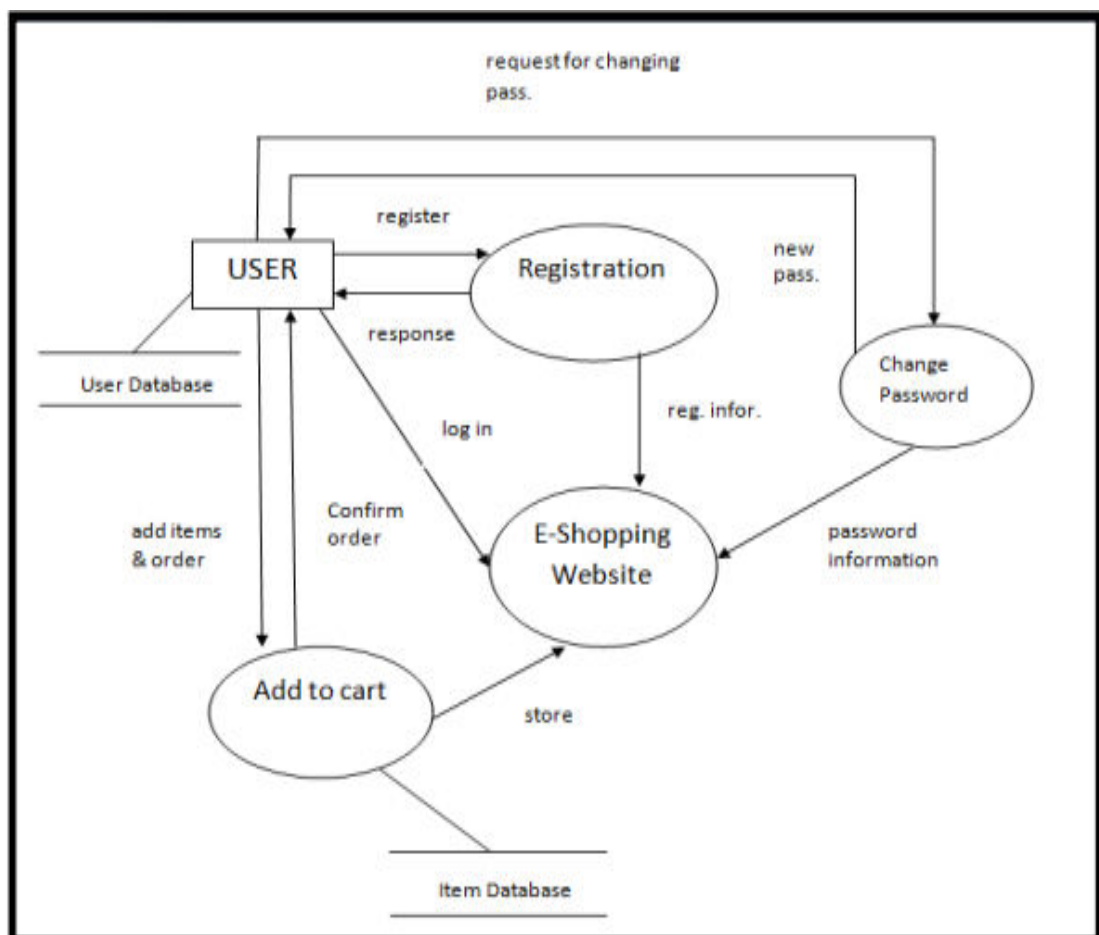 request for changing
pass.
register
USER
Registration
new
pass.
response
User Database
Change
Password
reg. infor.
log in
Confirm
order
add items
& order
E-Shopping
Website
password
information
Add to cart
store
Item Database